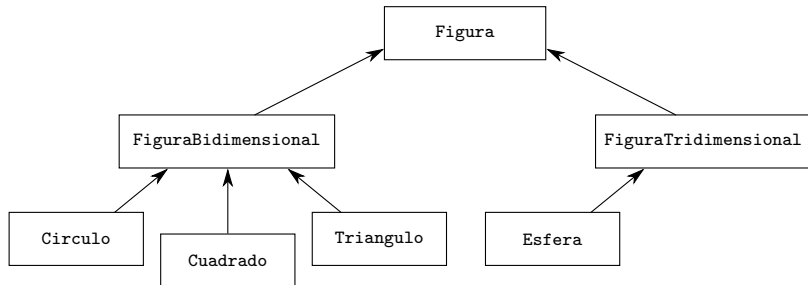 Figura
FiguraBidimensional
FiguraTridimensional
Circulo
Cuadrado
Triangulo
Esfera